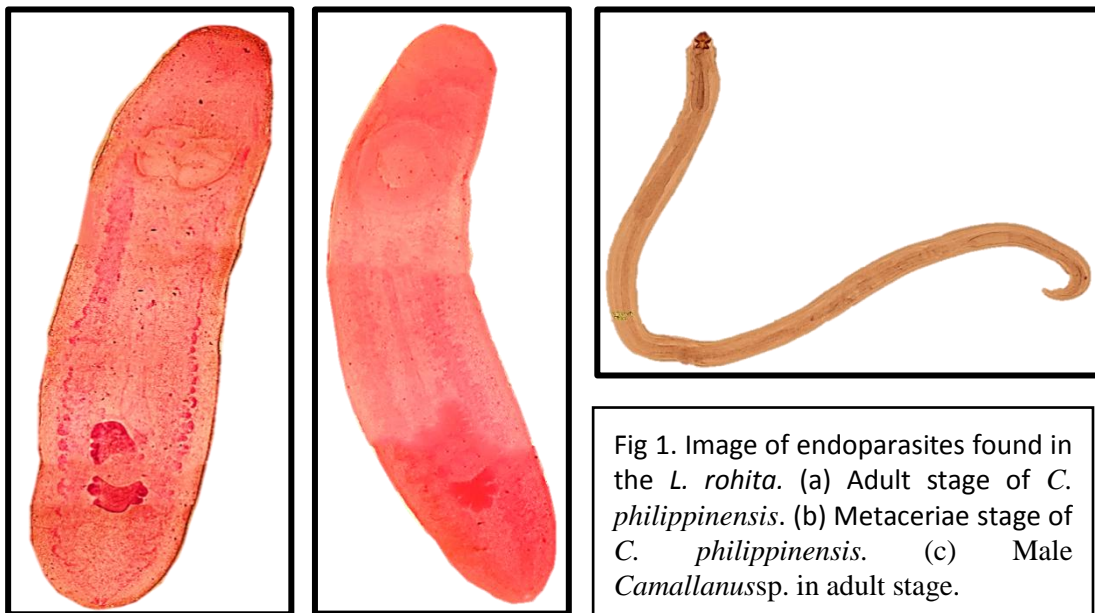 Fig 1. Image of endoparasites found in
the L. rohita. (a) Adult stage of C.
philippinensis. (b) Metaceriae stage of
C. philippinensis. (c) Male
Camallanussp. in adult stage.